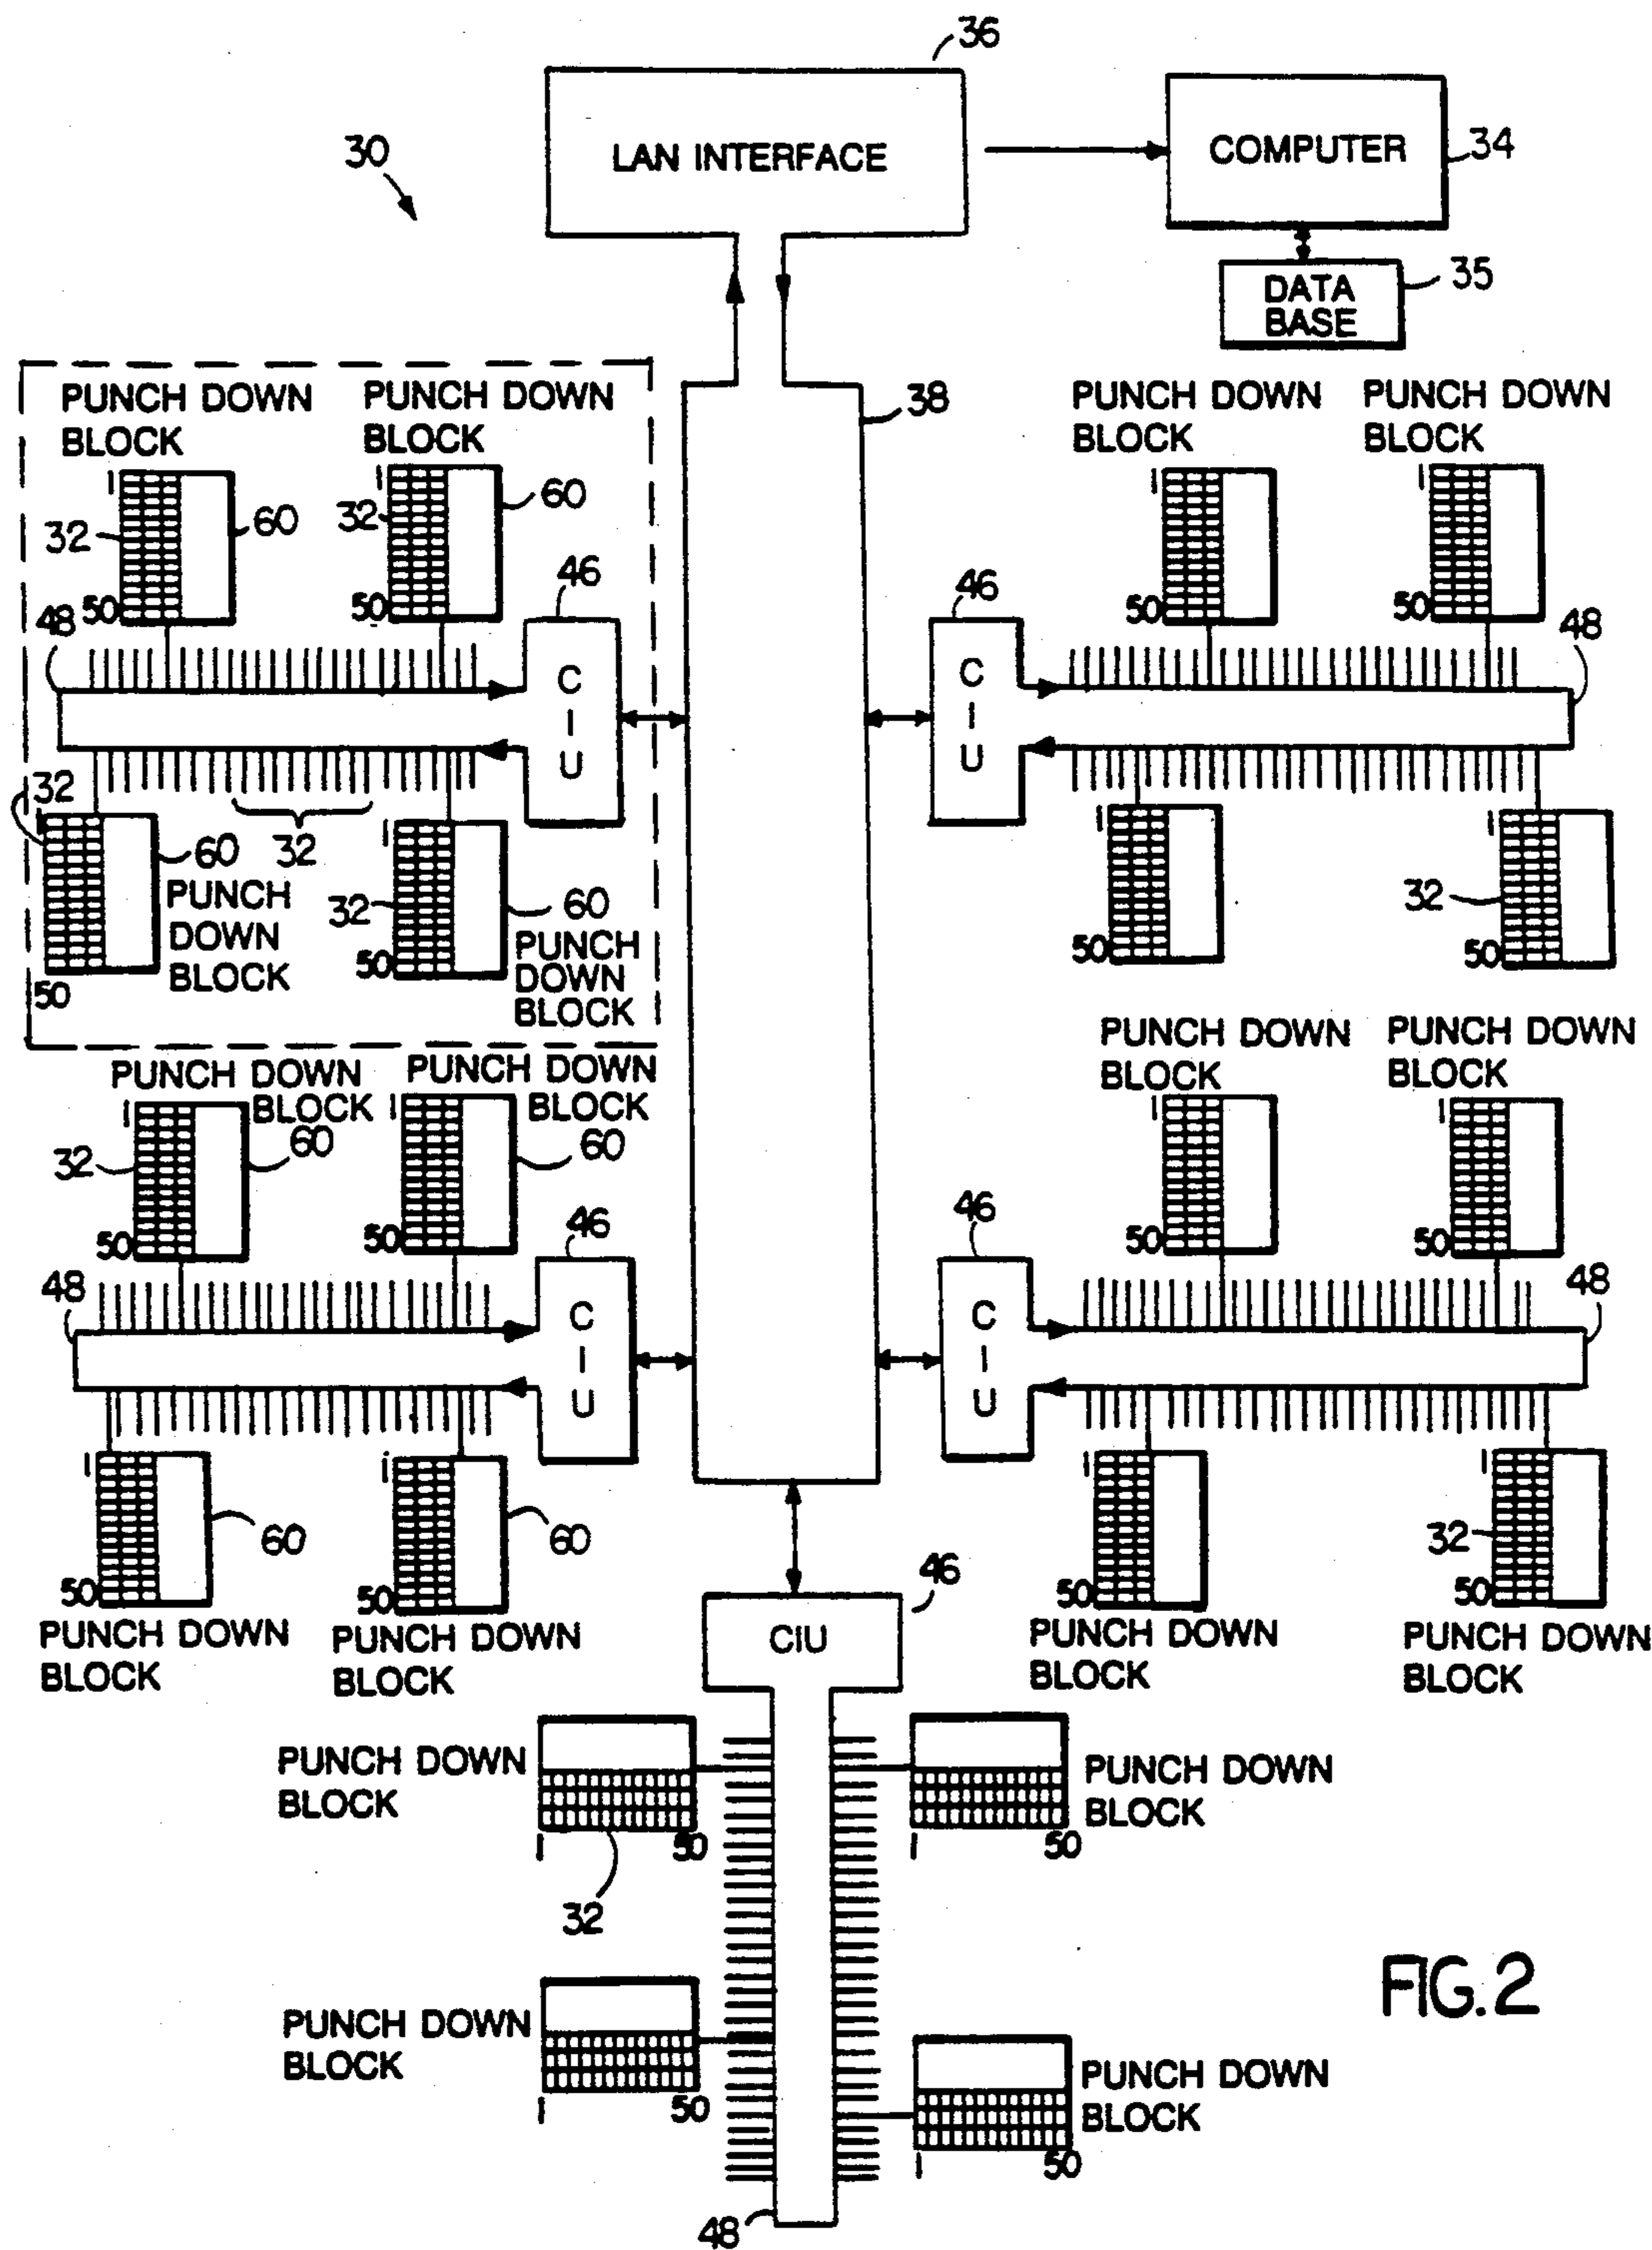 36
LAN INTERFACE
COMPUTER
34
30
DATA
BASE
35
38
PUNCH DOWN
BLOCK
PUNCH DOWN
BLOCK
1
32
60
50
1
32
60
50
48
46
C
I
U
32
1
60
32
PUNCH
DOWN
BLOCK
50
1
32
60
50
PUNCH
DOWN
BLOCK
PUNCH DOWN
BLOCK
PUNCH DOWN
BLOCK
1
50
1
50
46
C
I
U
48
1
50
1
32
50
PUNCH DOWN
BLOCK
PUNCH DOWN
BLOCK
1
32
60
50
1
60
50
48
46
C
I
U
1
60
50
PUNCH DOWN
BLOCK
1
60
50
PUNCH DOWN
BLOCK
PUNCH DOWN
BLOCK
PUNCH DOWN
BLOCK
1
50
1
50
46
C
I
U
48
1
50
PUNCH DOWN
BLOCK
1
32
50
PUNCH DOWN
BLOCK
46
CIU
PUNCH DOWN
BLOCK
1
50
32
PUNCH DOWN
BLOCK
1
50
PUNCH DOWN
BLOCK
1
50
PUNCH DOWN
BLOCK
1
50
48
FIG.2